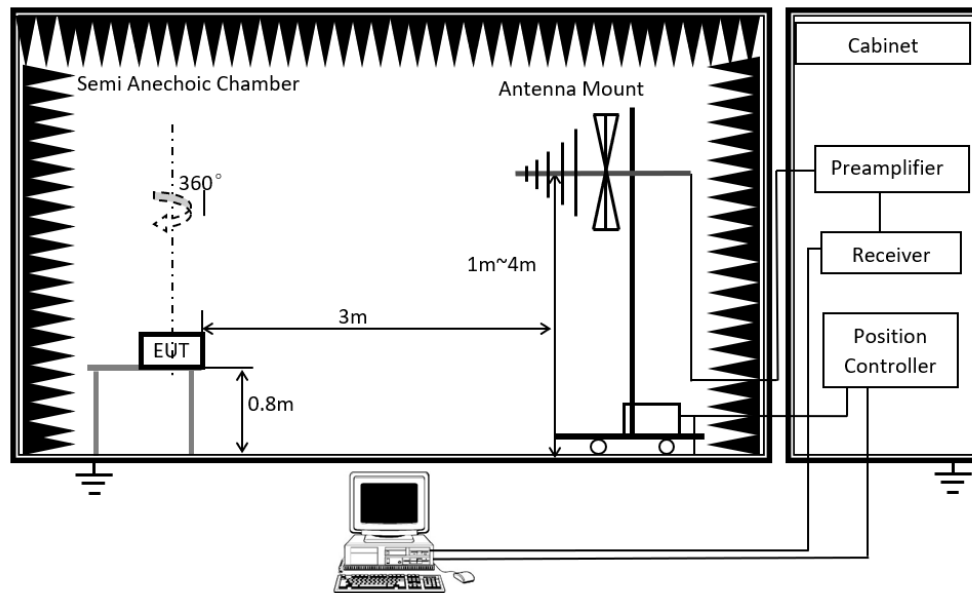 Semi Anechoic Chamber
Antenna Mount
Cabinet
360°
Preamplifier
Receiver
1m~4m
3m
EUT
Position
Controller
0.8m